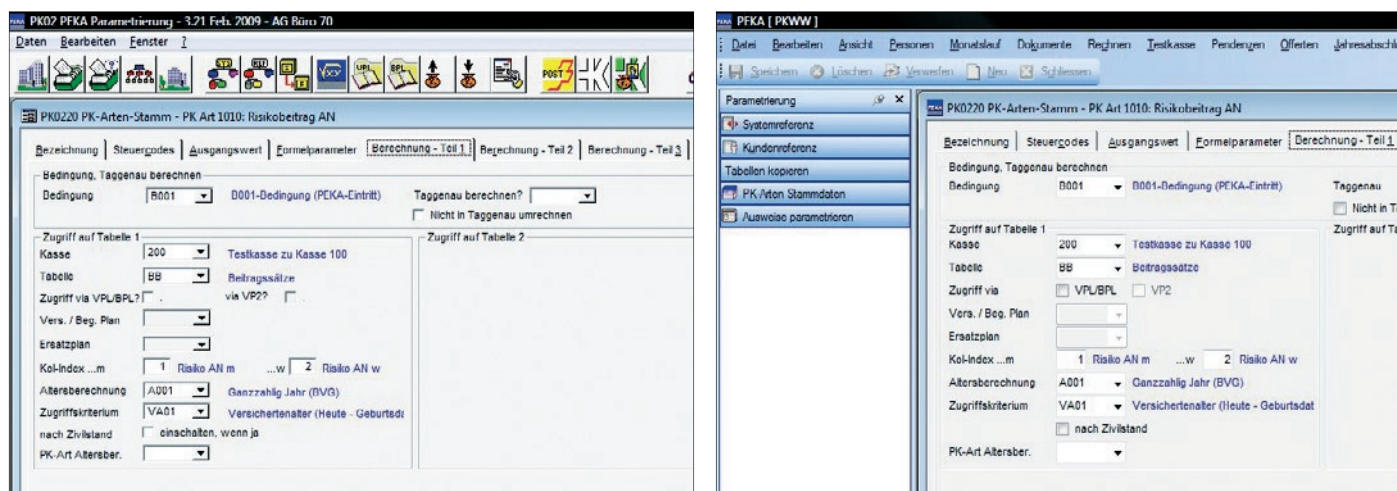 PK02 PEKA Parametrierung - 3.21 Feb. 2009 - AG Büro 70
Daten Bearbeiten Fenster ?
POST
PK0220 PK-Arten-Stamm - PK Art 1010: Risikobeitrag AN
Bezeichnung Steuercodes Ausgangswert Formelparameter Berechnung - Teil 1 Berechnung - Teil 2 Berechnung - Teil 3
Bedingung, Taggenau berechnen
Bedingung B001 B001-Bedingung (PEKA-Eintritt) Taggenau berechnen?
Nicht in Taggenau umrechnen
Zugriff auf Tabelle 1 Zugriff auf Tabelle 2
Kasse 200 Testkasse zu Kasse 100
Tabelle BB Beitragssätze
Zugriff via VPL/BPL? . via VP2? .
Vers. / Beg. Plan
Ersatzplan
Kol-Index ...m 1 Risiko AN m ...w 2 Risiko AN w
Altersberechnung A001 Ganzzahlig Jahr (BVG)
Zugriffskriterium VA01 Versichertenalter (Heute - Geburtsda
nach Zivilstand einschalten, wenn ja
PK-Art Altersber.
PEKA [ PKWW ]
Datei Bearbeiten Ansicht Personen Monatslauf Dokumente Rechnen Testkasse Pendenzen Offerten Jahresabschlu
Speichern Löschen Verwerfen Neu Schliessen
Parametrierung
Systemreferenz
Kundenreferenz
Tabellen kopieren
PK-Arten Stammdaten
Ausweise parametrieren
PK0220 PK-Arten-Stamm - PK Art 1010: Risikobeitrag AN
Bezeichnung Steuercodes Ausgangswert Formelparameter Berechnung - Teil 1
Bedingung, Taggenau berechnen
Bedingung B001 B001-Bedingung (PEKA-Eintritt) Taggenau
Nicht in T
Zugriff auf Tabelle 1 Zugriff auf Ta
Kasse 200 Testkasse zu Kasse 100
Tabelle BB Beitragssätze
Zugriff via VPL/BPL VP2
Vers. / Beg. Plan
Ersatzplan
Kol-Index ...m 1 Risiko AN m ...w 2 Risiko AN w
Altersberechnung A001 Ganzzahlig Jahr (BVG)
Zugriffskriterium VA01 Versichertenalter (Heute - Geburtsdat
nach Zivilstand
PK-Art Altersber.